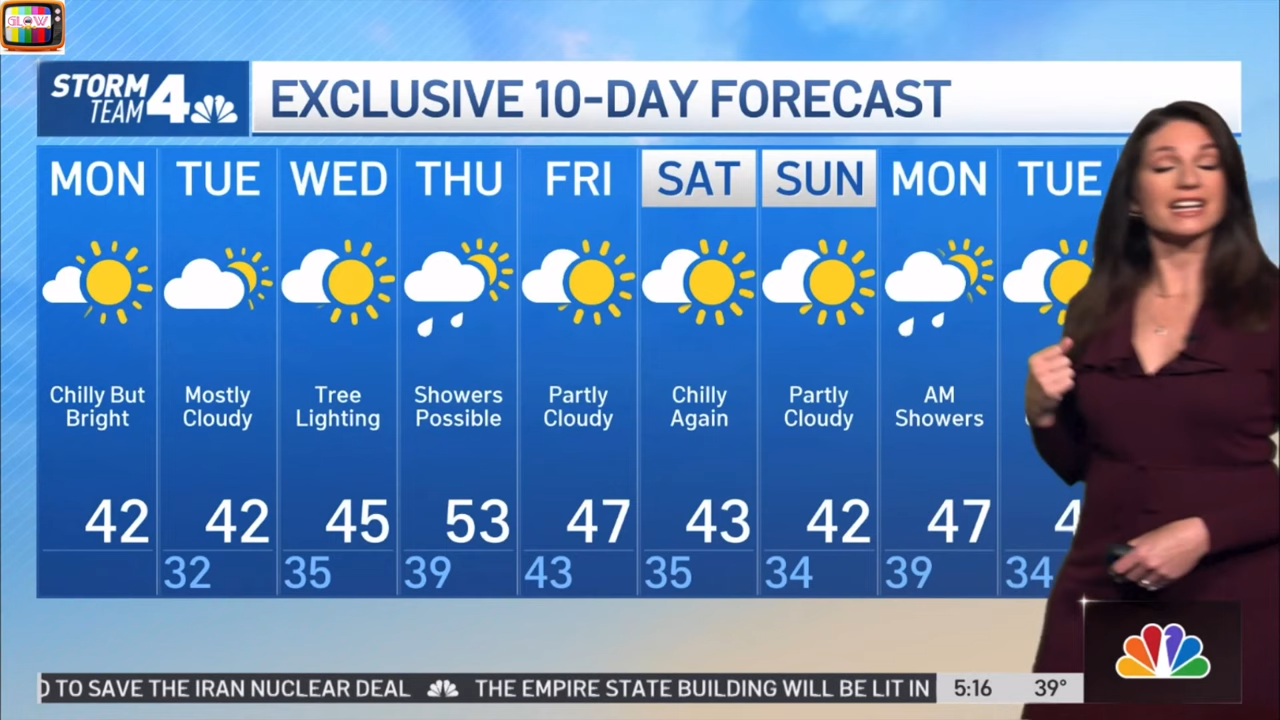 GLOW
STORM
TEAM 4
EXCLUSIVE 10-DAY FORECAST
MON TUE WED THU FRI SAT SUN MON TUE
Chilly But Bright
Mostly Cloudy
Tree Lighting
Showers Possible
Partly Cloudy
Chilly Again
Partly Cloudy
AM Showers
42 42 45 53 47 43 42 47 4
32 35 39 43 35 34 39 34
TO SAVE THE IRAN NUCLEAR DEAL THE EMPIRE STATE BUILDING WILL BE LIT IN 5:16 39°